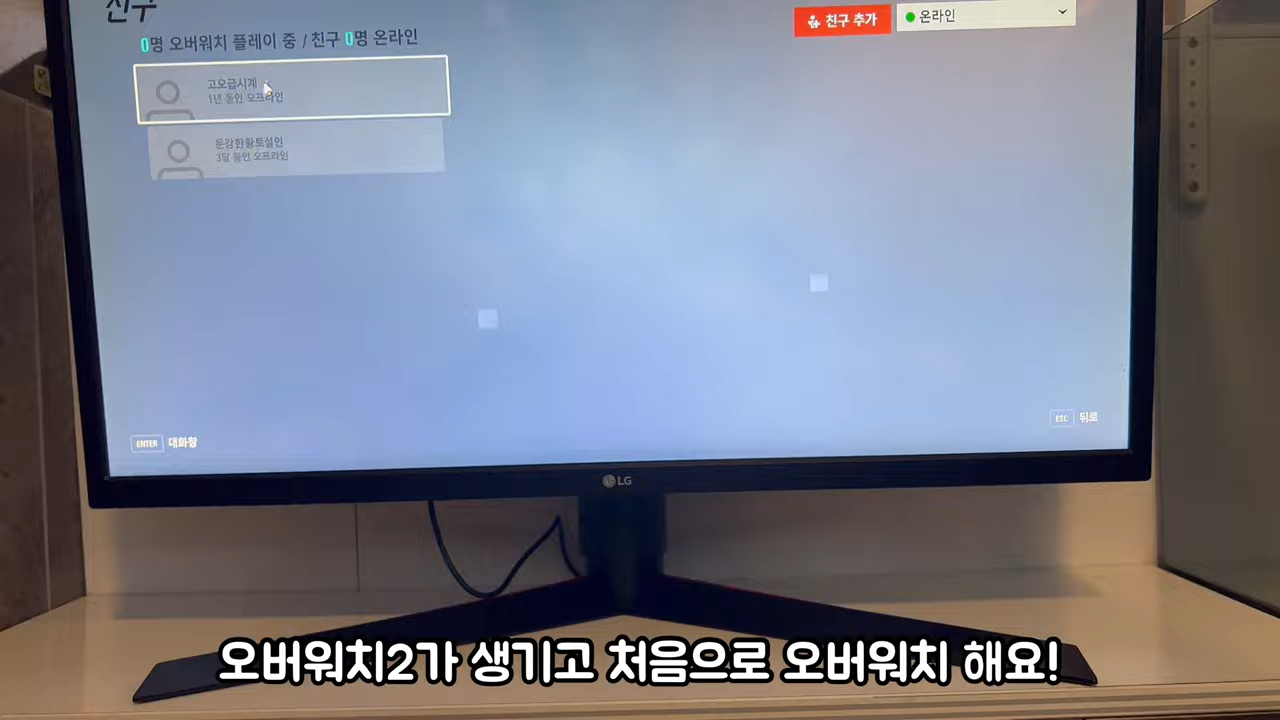 친구
친구 추가
온라인
0명 오버워치 플레이 중 / 친구 0명 온라인
고오급시계
1년 동안 오프라인
둔감한황토설인
3달 동안 오프라인
ENTER 대화창
ESC 뒤로
LG
오버워치2가 생기고 처음으로 오버워치 해요!